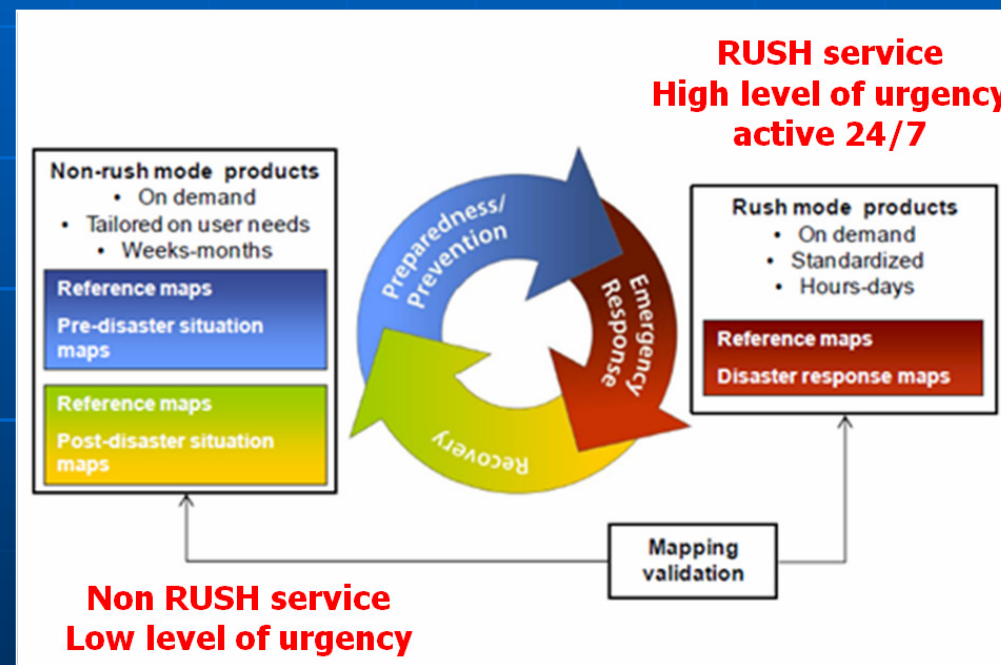 RUSH service
High level of urgency
active 24/7
Non-rush mode products
• On demand
• Tailored on user needs
• Weeks-months
Reference maps
Pre-disaster situation
maps
Reference maps
Post-disaster situation
maps
Preparedness/
Prevention
Emergency
Response
Recovery
Rush mode products
• On demand
• Standardized
• Hours-days
Reference maps
Disaster response maps
Mapping
validation
Non RUSH service
Low level of urgency